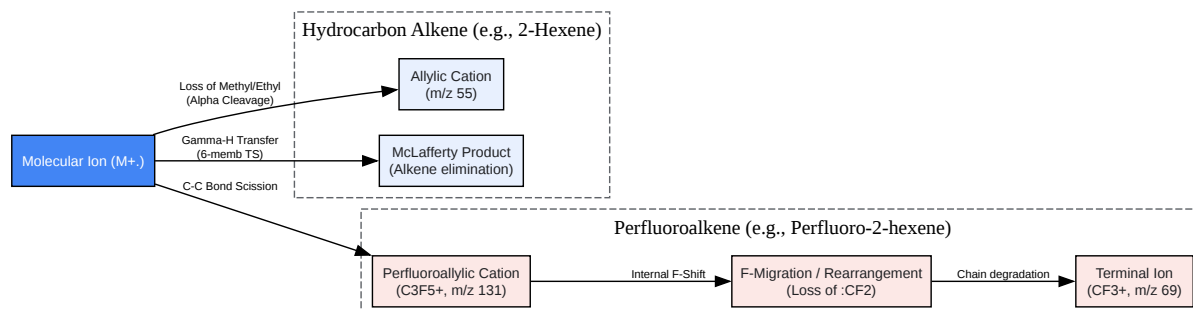 Hydrocarbon Alkene (e.g., 2-Hexene)
Allylic Cation
(m/z 55)
Loss of Methyl/Ethyl
(Alpha Cleavage)
Molecular Ion (M+.)
Gamma-H Transfer
(6-memb TS)
McLafferty Product
(Alkene elimination)
C-C Bond Scission
Perfluoroalkene (e.g., Perfluoro-2-hexene)
Perfluoroallylic Cation
(C3F5+, m/z 131)
Internal F-Shift
F-Migration / Rearrangement
(Loss of :CF2)
Chain degradation
Terminal Ion
(CF3+, m/z 69)